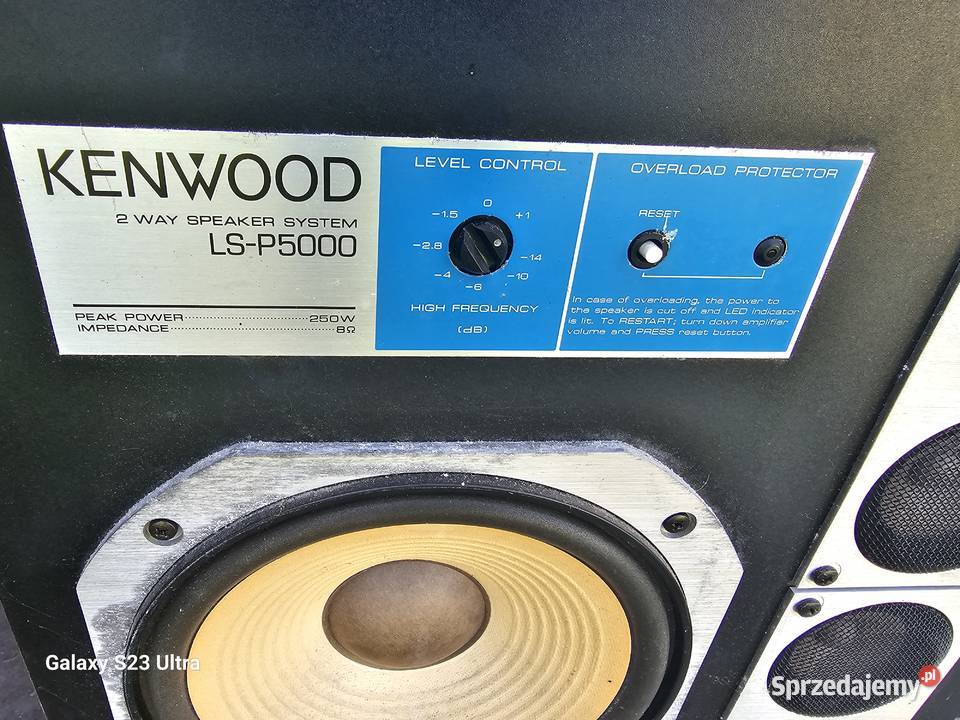 KENWOOD
2 WAY SPEAKER SYSTEM
LS-P5000
PEAK POWER 250W
IMPEDANCE 8Ω
LEVEL CONTROL
0
-1.5 +1
-2.8 -14
-4 -10
-6
HIGH FREQUENCY
(dB)
OVERLOAD PROTECTOR
RESET
In case of overloading, the power to
the speaker is cut off and LED indicator
is lit. To RESTART; turn down amplifier
volume and PRESS reset button.
Galaxy S23 Ultra
Sprzedajemy.pl